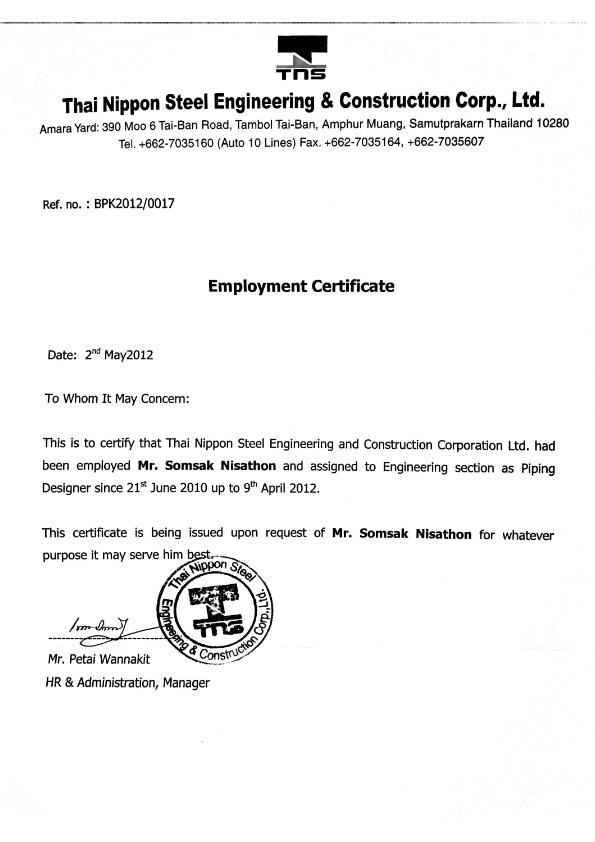 TNS
Thai Nippon Steel Engineering & Construction Corp., Ltd.
Amara Yard: 390 Moo 6 Tai-Ban Road, Tambol Tai-Ban, Amphur Muang, Samutprakarn Thailand 10280
Tel. +662-7035160 (Auto 10 Lines) Fax. +662-7035164, +662-7035607
Ref. no. : BPK2012/0017
Employment Certificate
Date: 2nd May2012
To Whom It May Concern:
This is to certify that Thai Nippon Steel Engineering and Construction Corporation Ltd. had
been employed Mr. Somsak Nisathon and assigned to Engineering section as Piping
Designer since 21st June 2010 up to 9th April 2012.
This certificate is being issued upon request of Mr. Somsak Nisathon for whatever
purpose it may serve him best.
Thai Nippon Steel
Engineering & Construction Corp., Ltd.
TNS
Mr. Petai Wannakit
HR & Administration, Manager